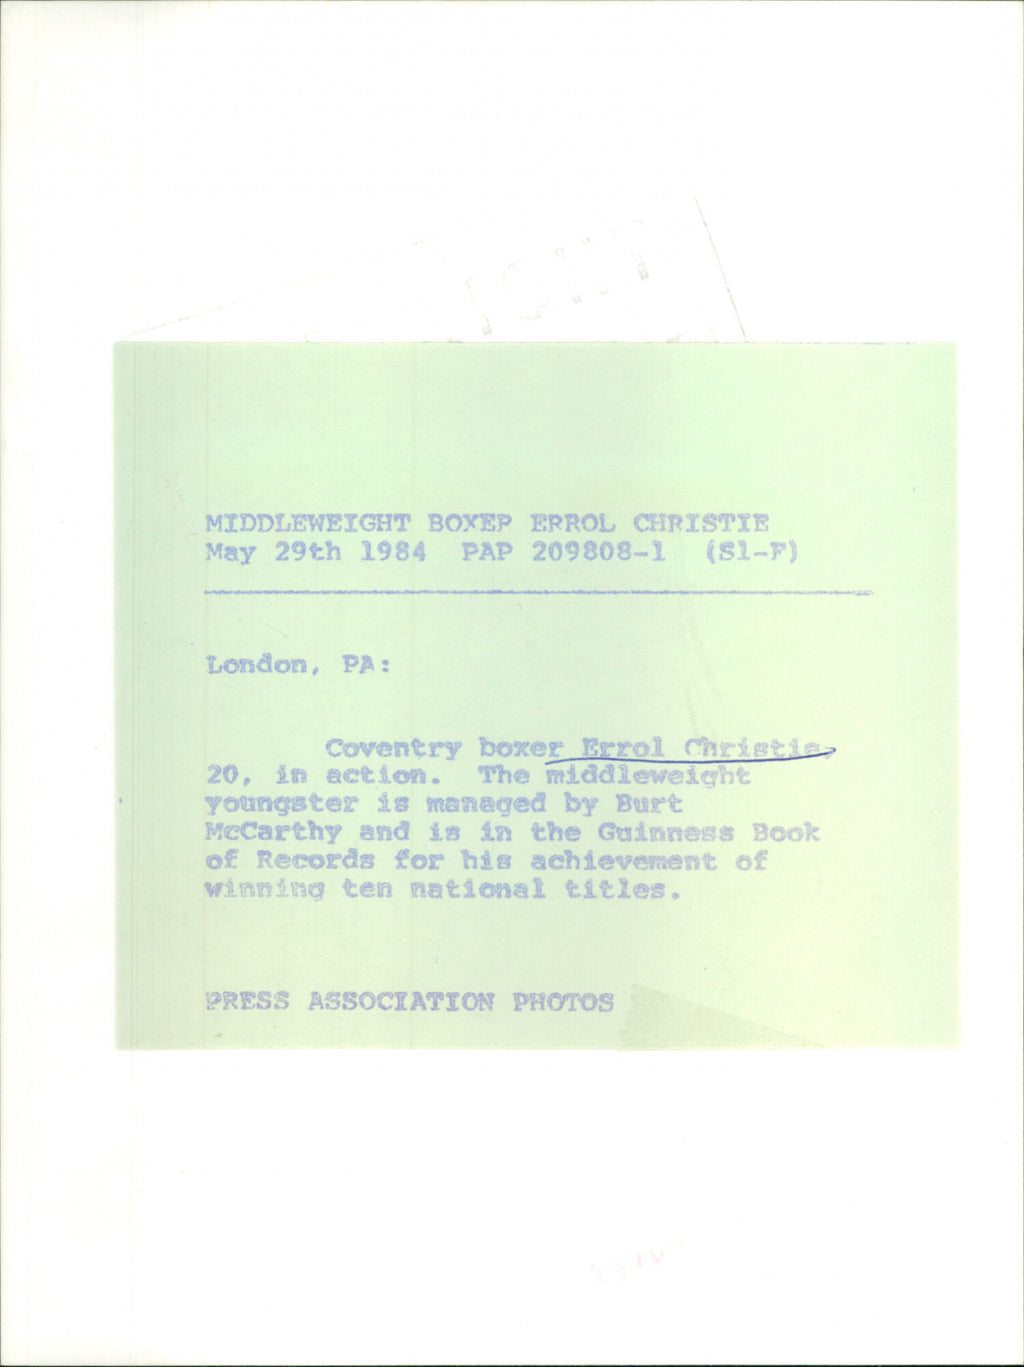 MIDDLEWEIGHT BOXER ERROL CHRISTIE
May 29th 1984 PAP 209808-1 (S1-F)
London, PA:
Coventry boxer Errol Christie,
20, in action. The middleweight
youngster is managed by Burt
McCarthy and is in the Guinness Book
of Records for his achievement of
winning ten national titles.
PRESS ASSOCIATION PHOTOS